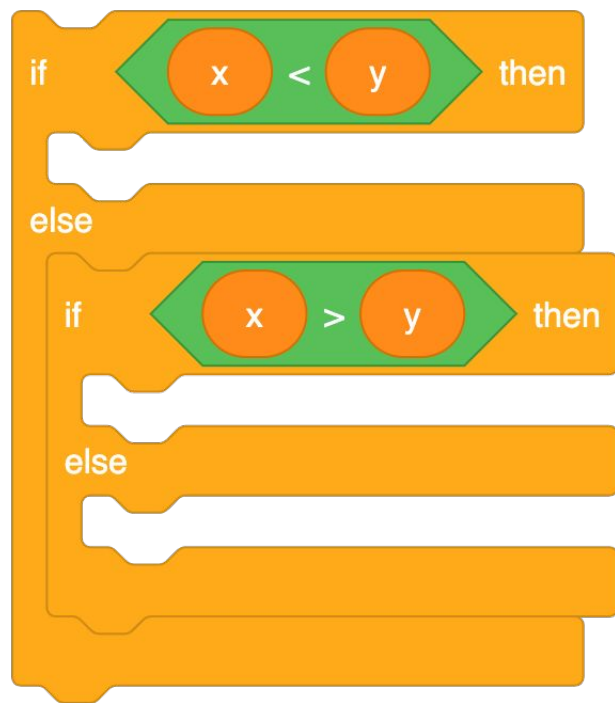 if x < y then
else
if x > y then
else